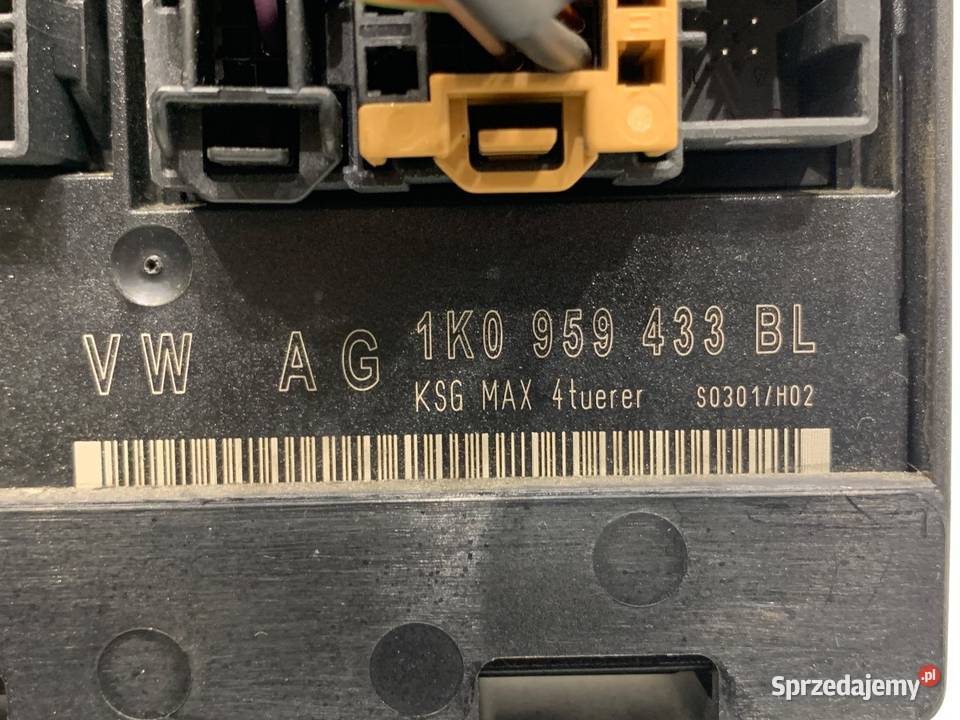 VW AG 1K0 959 433 BL
KSG MAX 4tuerer S0301/H02
Sprzedajemy.pl